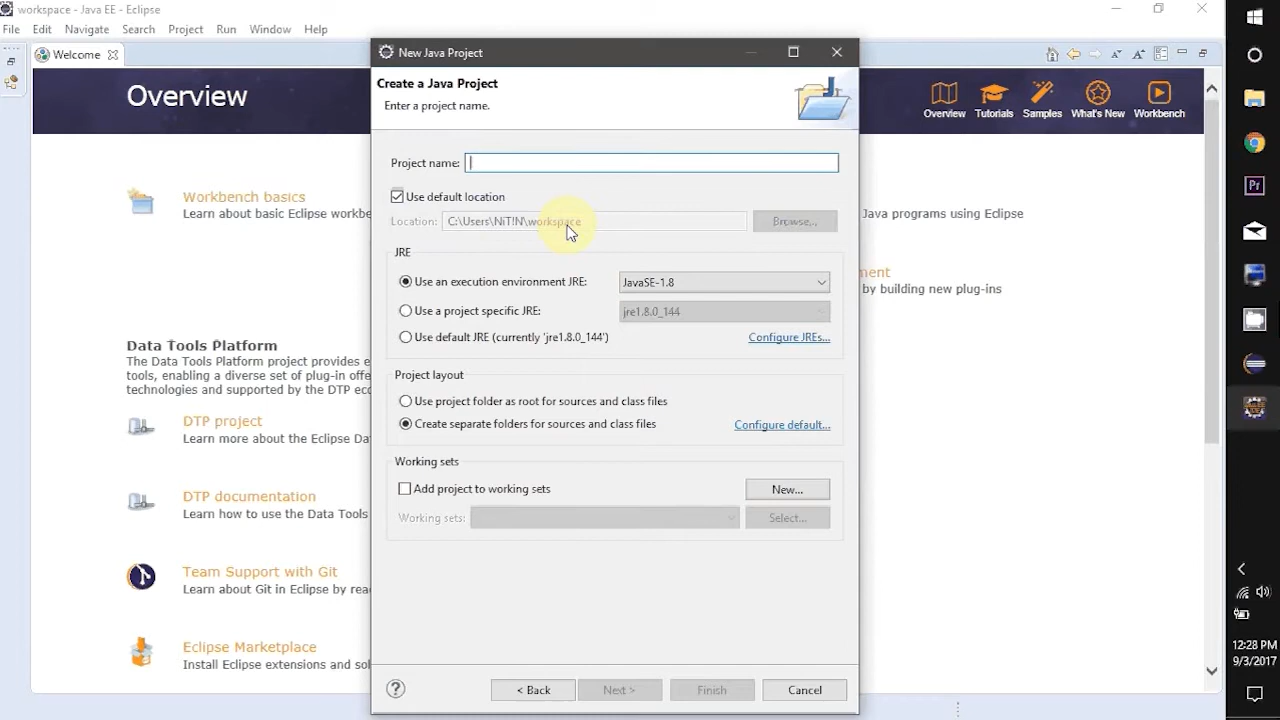 workspace - Java EE - Eclipse
File Edit Navigate Search Project Run Window Help
Welcome
Overview
Overview Tutorials Samples What's New Workbench
Workbench basics
Learn about basic Eclipse workbe
Java programs using Eclipse
ment
by building new plug-ins
Data Tools Platform
The Data Tools Platform project provides e
tools, enabling a diverse set of plug-in offe
technologies and supported by the DTP ec
DTP project
Learn more about the Eclipse Da
DTP documentation
Learn how to use the Data Tools
Team Support with Git
Learn about Git in Eclipse by rea
Eclipse Marketplace
Install Eclipse extensions and sol
New Java Project
Create a Java Project
Enter a project name.
Project name:
Use default location
Location: C:\Users\NiT!N\workspace Browse...
JRE
Use an execution environment JRE: JavaSE-1.8
Use a project specific JRE: jre1.8.0_144
Use default JRE (currently 'jre1.8.0_144') Configure JREs...
Project layout
Use project folder as root for sources and class files
Create separate folders for sources and class files Configure default...
Working sets
Add project to working sets New...
Working sets: Select...
? < Back Next > Finish Cancel
Pr
12:28 PM
9/3/2017